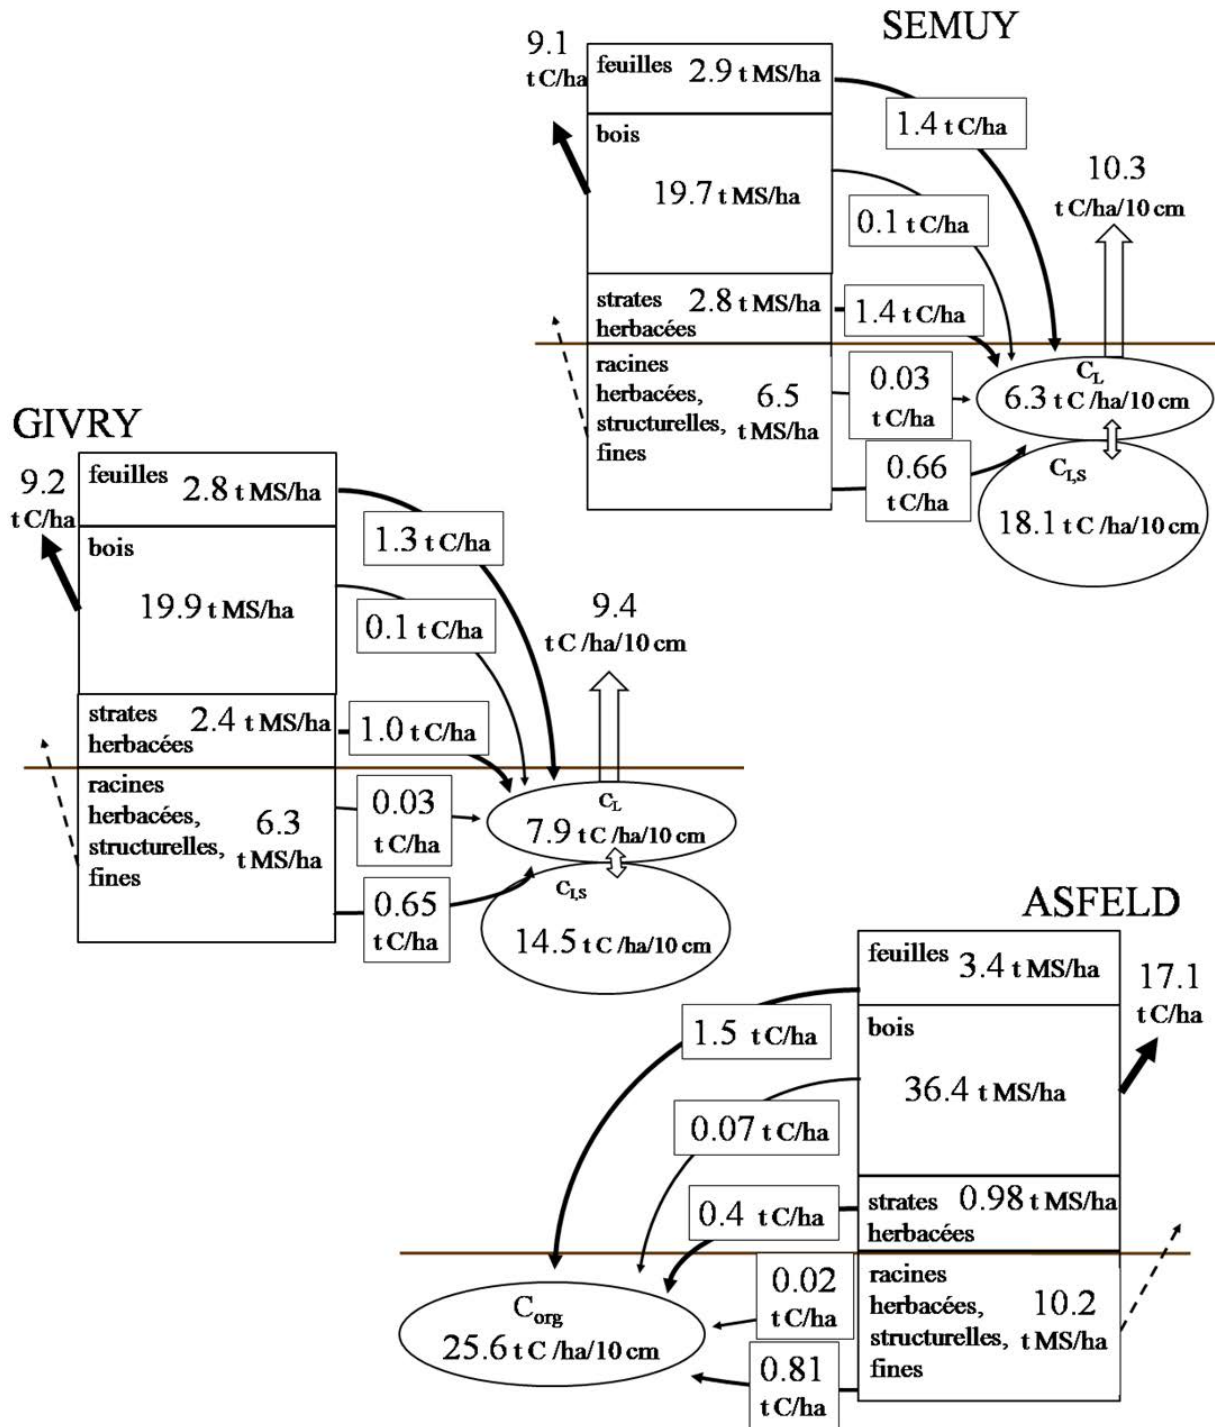 SEMUY
9.1
t C/ha
feuilles 2.9 t MS/ha
1.4 t C/ha
bois
19.7 t MS/ha
0.1 t C/ha
10.3
t C/ha/10 cm
strates 2.8 t MS/ha
herbacées
1.4 t C/ha
racines
herbacées,
structurelles,
fines
6.5
t MS/ha
0.03
t C/ha
0.66
t C/ha
C_L
6.3 t C /ha/10 cm
C_I,S
18.1 t C /ha/10 cm
GIVRY
9.2
t C/ha
feuilles
2.8 t MS/ha
1.3 t C/ha
bois
19.9 t MS/ha
0.1 t C/ha
9.4
t C /ha/10 cm
strates 2.4 t MS/ha
herbacées
1.0 t C/ha
racines
herbacées,
structurelles,
fines
6.3
t MS/ha
0.03
t C/ha
0.65
t C/ha
C_L
7.9 t C /ha/10 cm
C_I,S
14.5 t C /ha/10 cm
ASFELD
feuilles 3.4 t MS/ha
17.1
t C/ha
1.5 t C/ha
bois
36.4 t MS/ha
0.07 t C/ha
strates 0.98 t MS/ha
herbacées
0.4 t C/ha
racines
herbacées,
structurelles,
fines
10.2
t MS/ha
0.02
t C/ha
0.81
t C/ha
C_org
25.6 t C /ha/10 cm